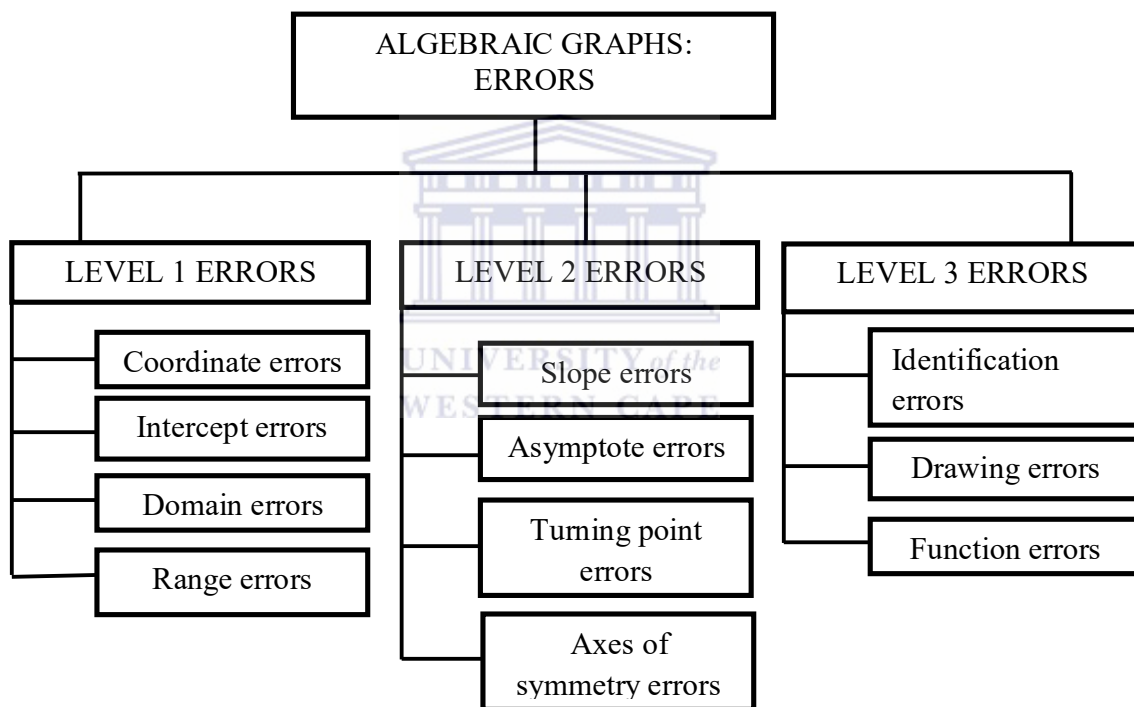 ALGEBRAIC GRAPHS:
ERRORS
LEVEL 1 ERRORS
Coordinate errors
Intercept errors
Domain errors
Range errors
LEVEL 2 ERRORS
Slope errors
Asymptote errors
Turning point
errors
Axes of
symmetry errors
LEVEL 3 ERRORS
Identification
errors
Drawing errors
Function errors
UNIVERSITY of the
WESTERN CAPE